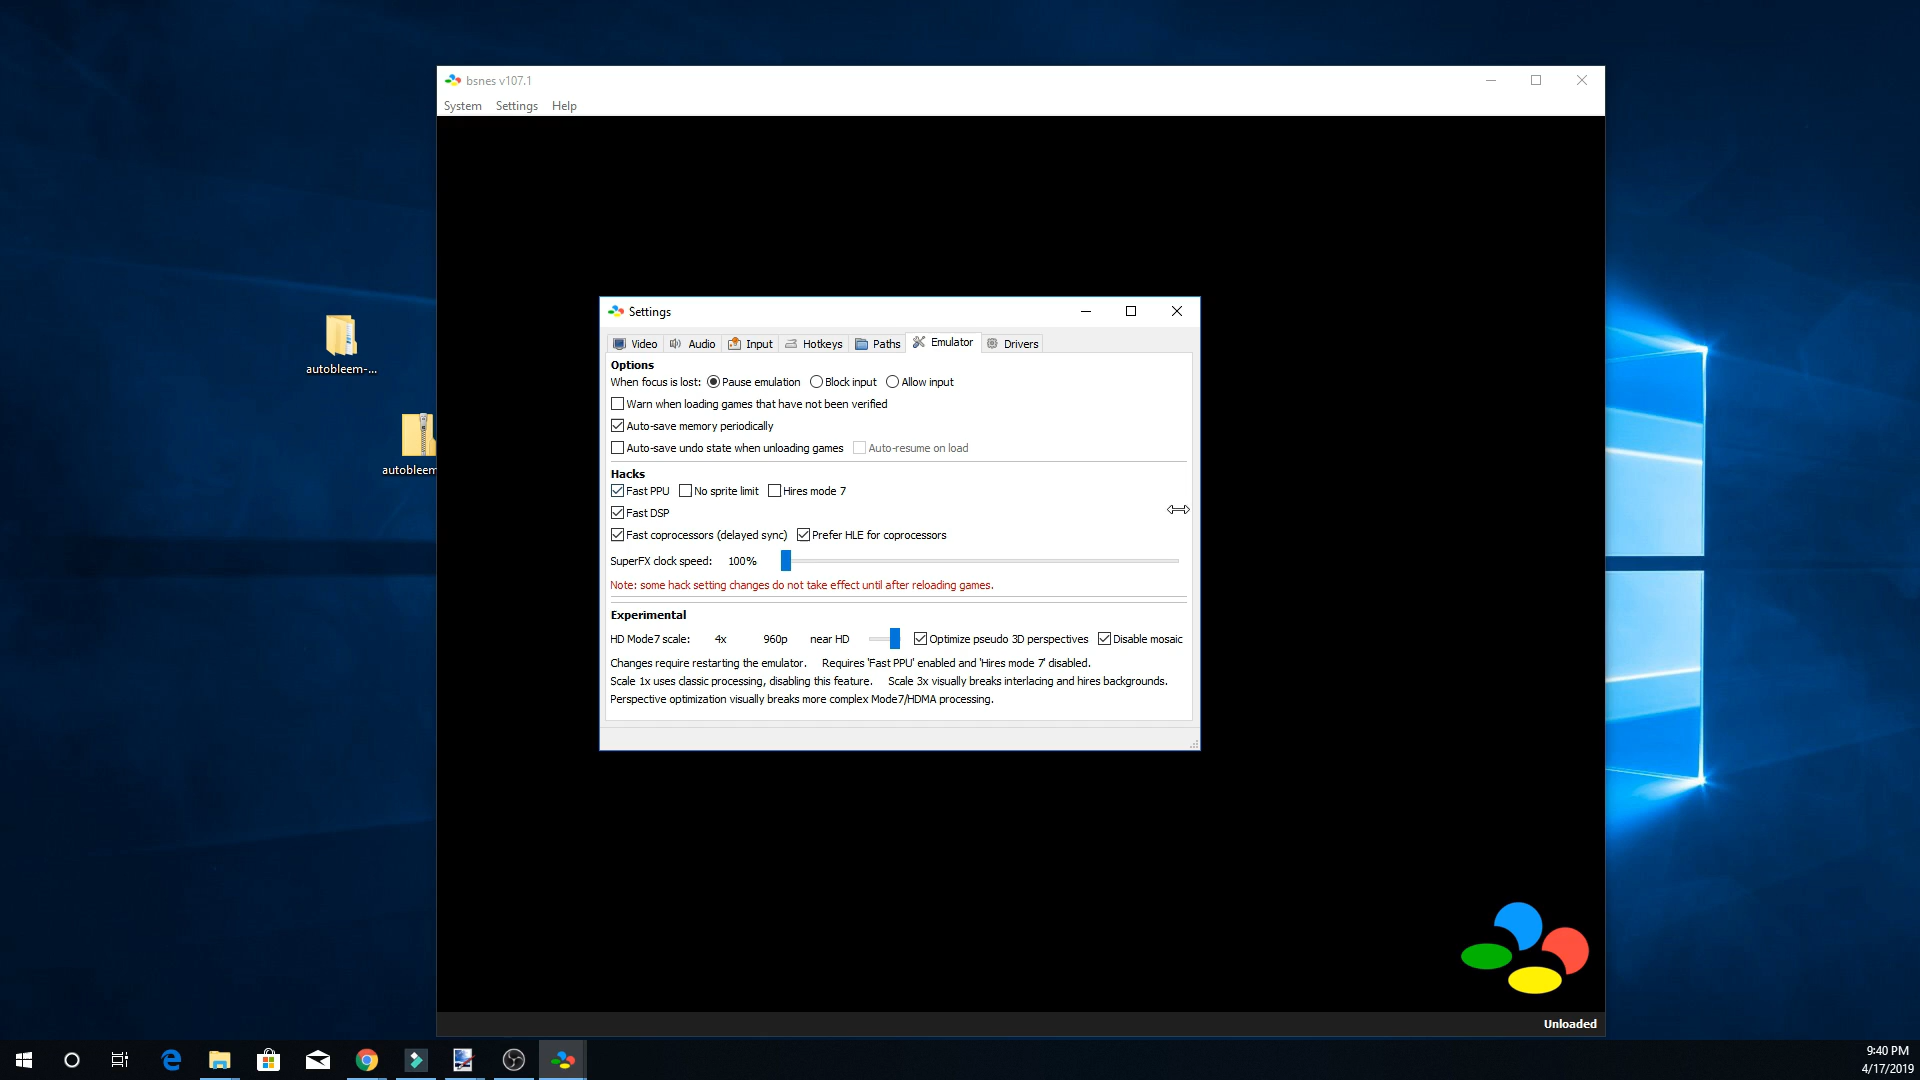 bsnes v107.1
System Settings Help
autobleem-...
autobleem
Settings
Video Audio Input Hotkeys Paths Emulator Drivers
Options
When focus is lost: Pause emulation Block input Allow input
Warn when loading games that have not been verified
Auto-save memory periodically
Auto-save undo state when unloading games Auto-resume on load
Hacks
Fast PPU No sprite limit Hires mode 7
Fast DSP
Fast coprocessors (delayed sync) Prefer HLE for coprocessors
SuperFX clock speed: 100%
Note: some hack setting changes do not take effect until after reloading games.
Experimental
HD Mode7 scale: 4x 960p near HD Optimize pseudo 3D perspectives Disable mosaic
Changes require restarting the emulator. Requires 'Fast PPU' enabled and 'Hires mode 7' disabled.
Scale 1x uses classic processing, disabling this feature. Scale 3x visually breaks interlacing and hires backgrounds.
Perspective optimization visually breaks more complex Mode7/HDMA processing.
Unloaded
9:40 PM
4/17/2019